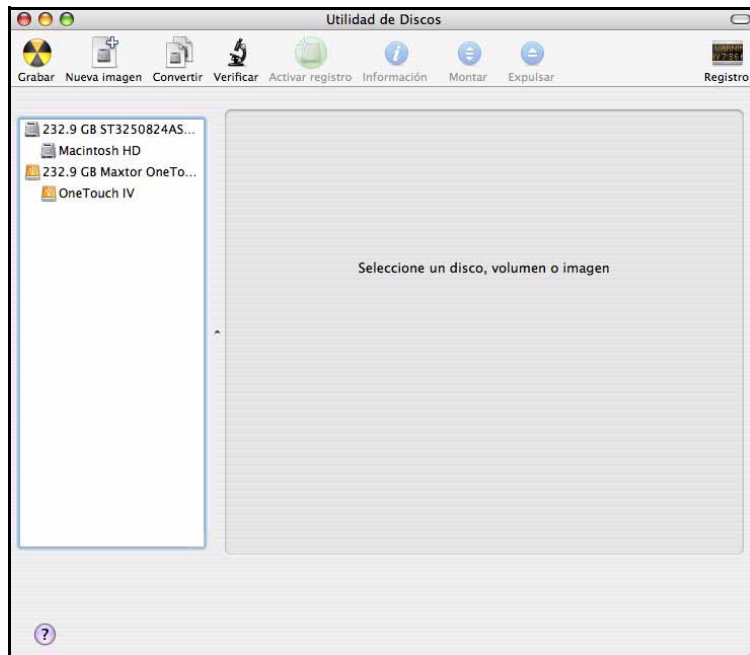 Utilidad de Discos
Grabar Nueva imagen Convertir Verificar Activar registro Información Montar Expulsar Registro
232.9 GB ST3250824AS...
Macintosh HD
232.9 GB Maxtor OneTo...
OneTouch IV
Seleccione un disco, volumen o imagen
?